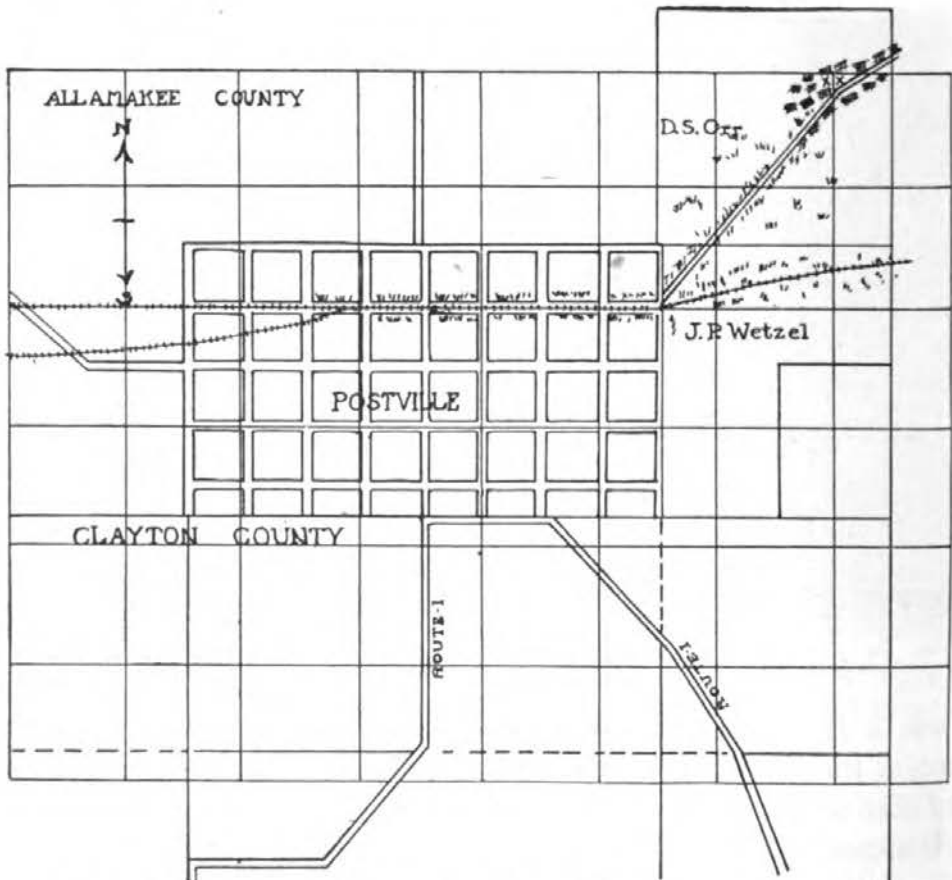 ALLAMAKEE COUNTY
N
S
D.S. Orr
X X
J. P. Wetzel
POSTVILLE
CLAYTON COUNTY
ROUTE·1
ROUTE·1